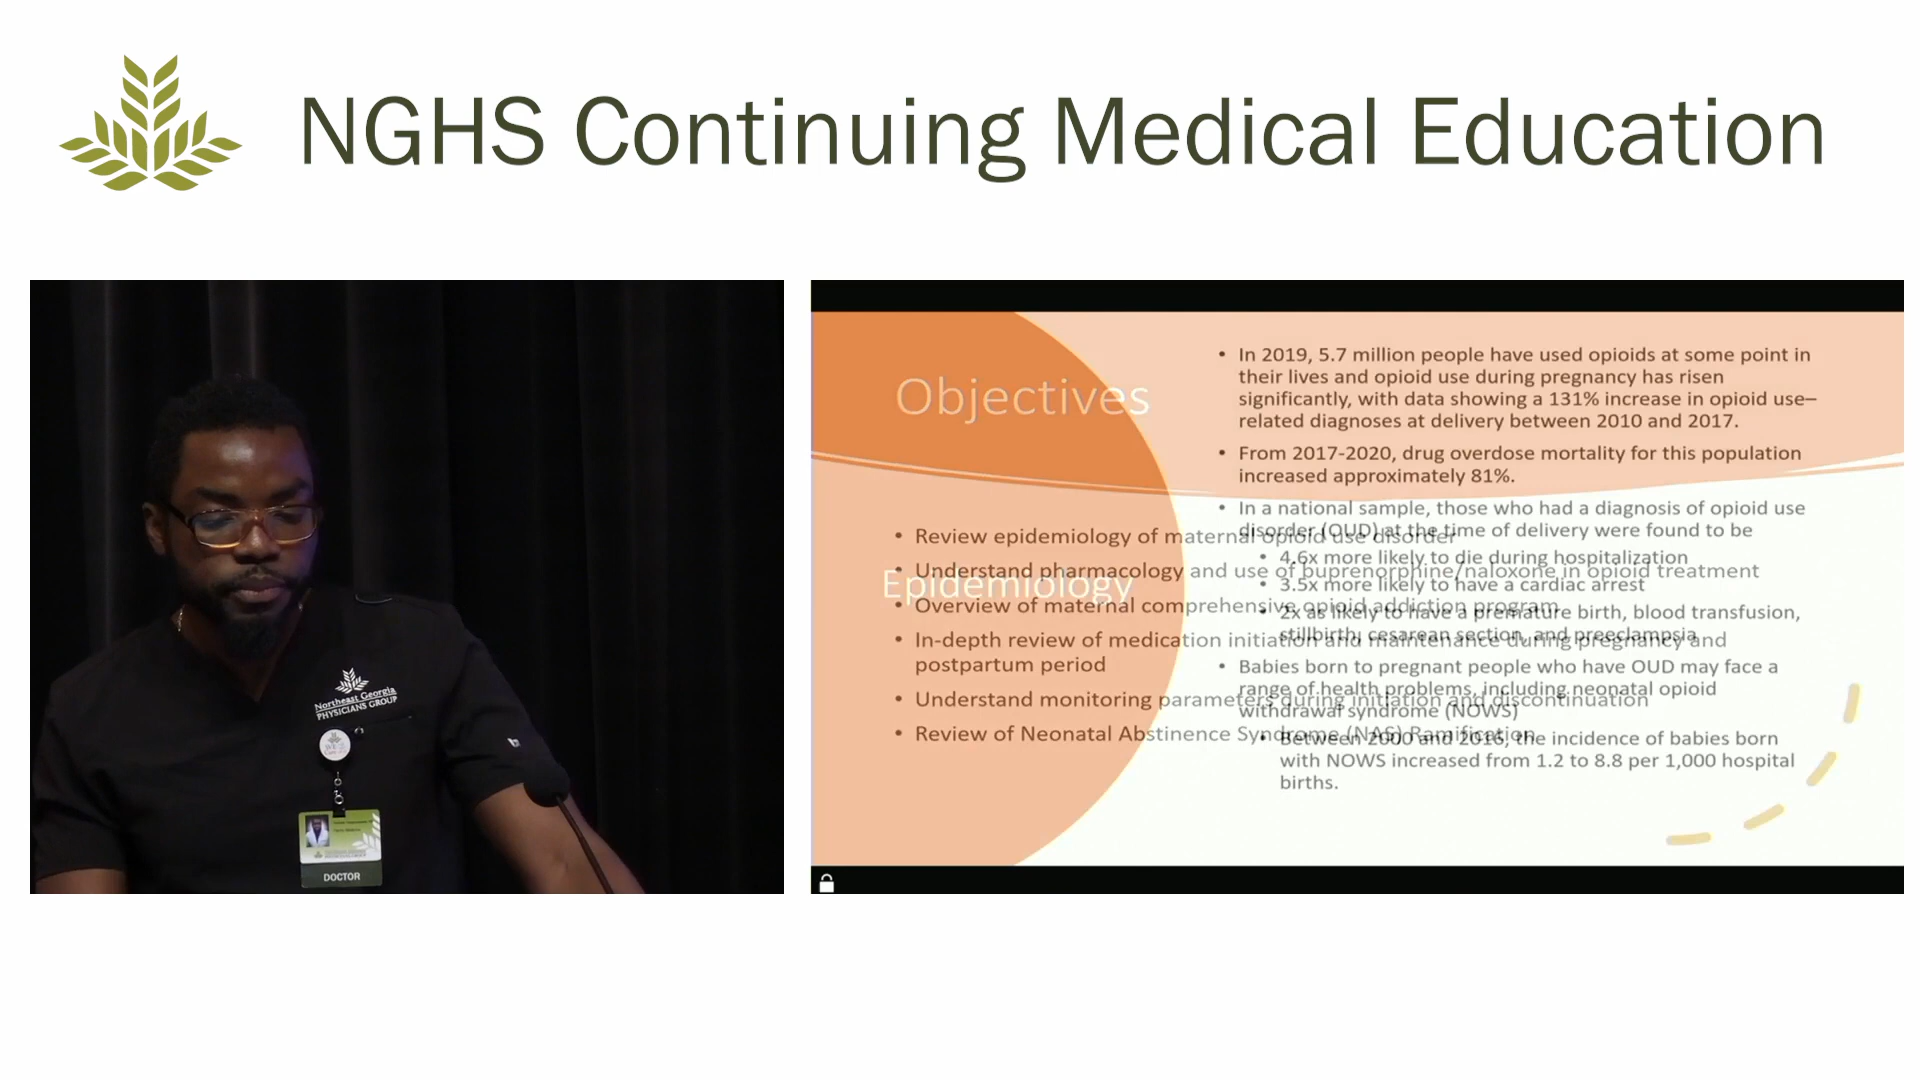 NGHS Continuing Medical Education
Northeast Georgia
PHYSICIANS GROUP
DOCTOR
Objectives
• Review epidemiology of maternal opioid use disorder
• Understand pharmacology and use of buprenorphine/naloxone in opioid treatment
• Overview of maternal comprehensive opioid addiction program
• In-depth review of medication initiation and maintenance during pregnancy and
postpartum period
• Understand monitoring parameters during initiation and discontinuation
• Review of Neonatal Abstinence Syndrome (NAS) Ramification
Epidemiology
• In 2019, 5.7 million people have used opioids at some point in
their lives and opioid use during pregnancy has risen
significantly, with data showing a 131% increase in opioid use–
related diagnoses at delivery between 2010 and 2017.
• From 2017-2020, drug overdose mortality for this population
increased approximately 81%.
• In a national sample, those who had a diagnosis of opioid use
disorder (OUD) at the time of delivery were found to be
• 4.6x more likely to die during hospitalization
• 3.5x more likely to have a cardiac arrest
• 2x as likely to have a premature birth, blood transfusion,
stillbirth, cesarean section, and preeclampsia
• Babies born to pregnant people who have OUD may face a
range of health problems, including neonatal opioid
withdrawal syndrome (NOWS)
• Between 2000 and 2016, the incidence of babies born
with NOWS increased from 1.2 to 8.8 per 1,000 hospital
births.